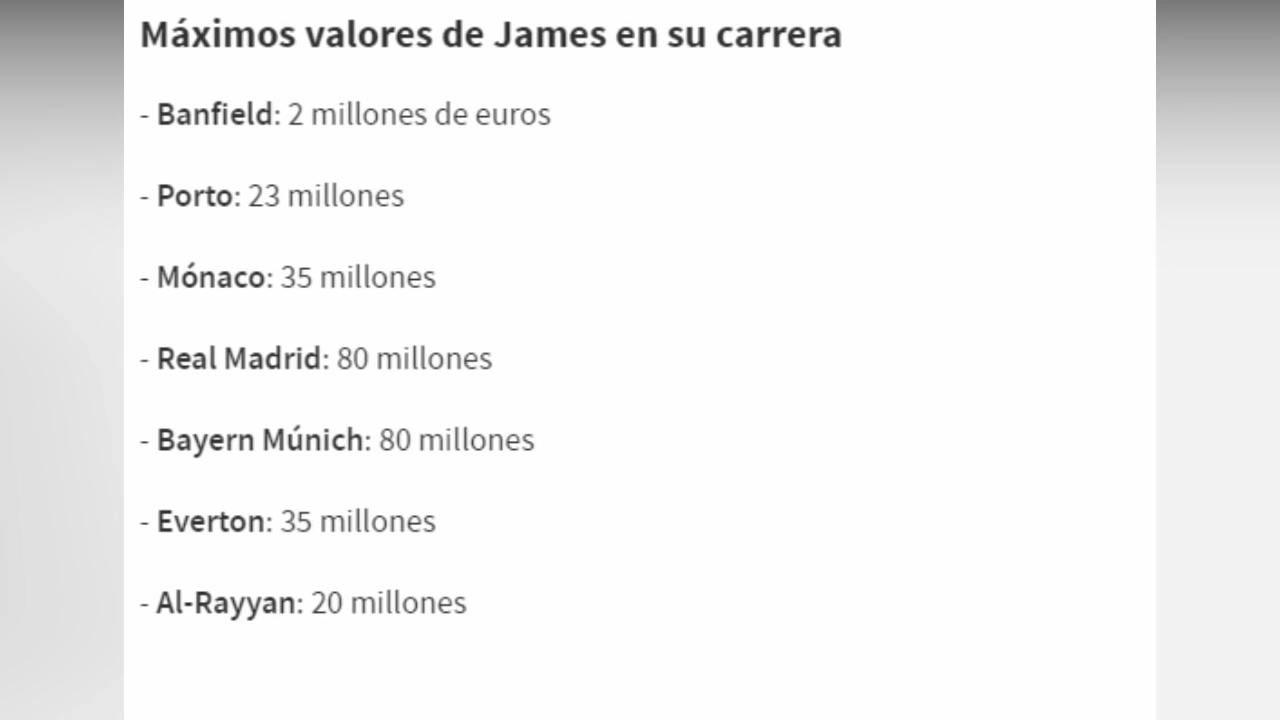 Máximos valores de James en su carrera
- Banfield: 2 millones de euros
- Porto: 23 millones
- Mónaco: 35 millones
- Real Madrid: 80 millones
- Bayern Múnich: 80 millones
- Everton: 35 millones
- Al-Rayyan: 20 millones